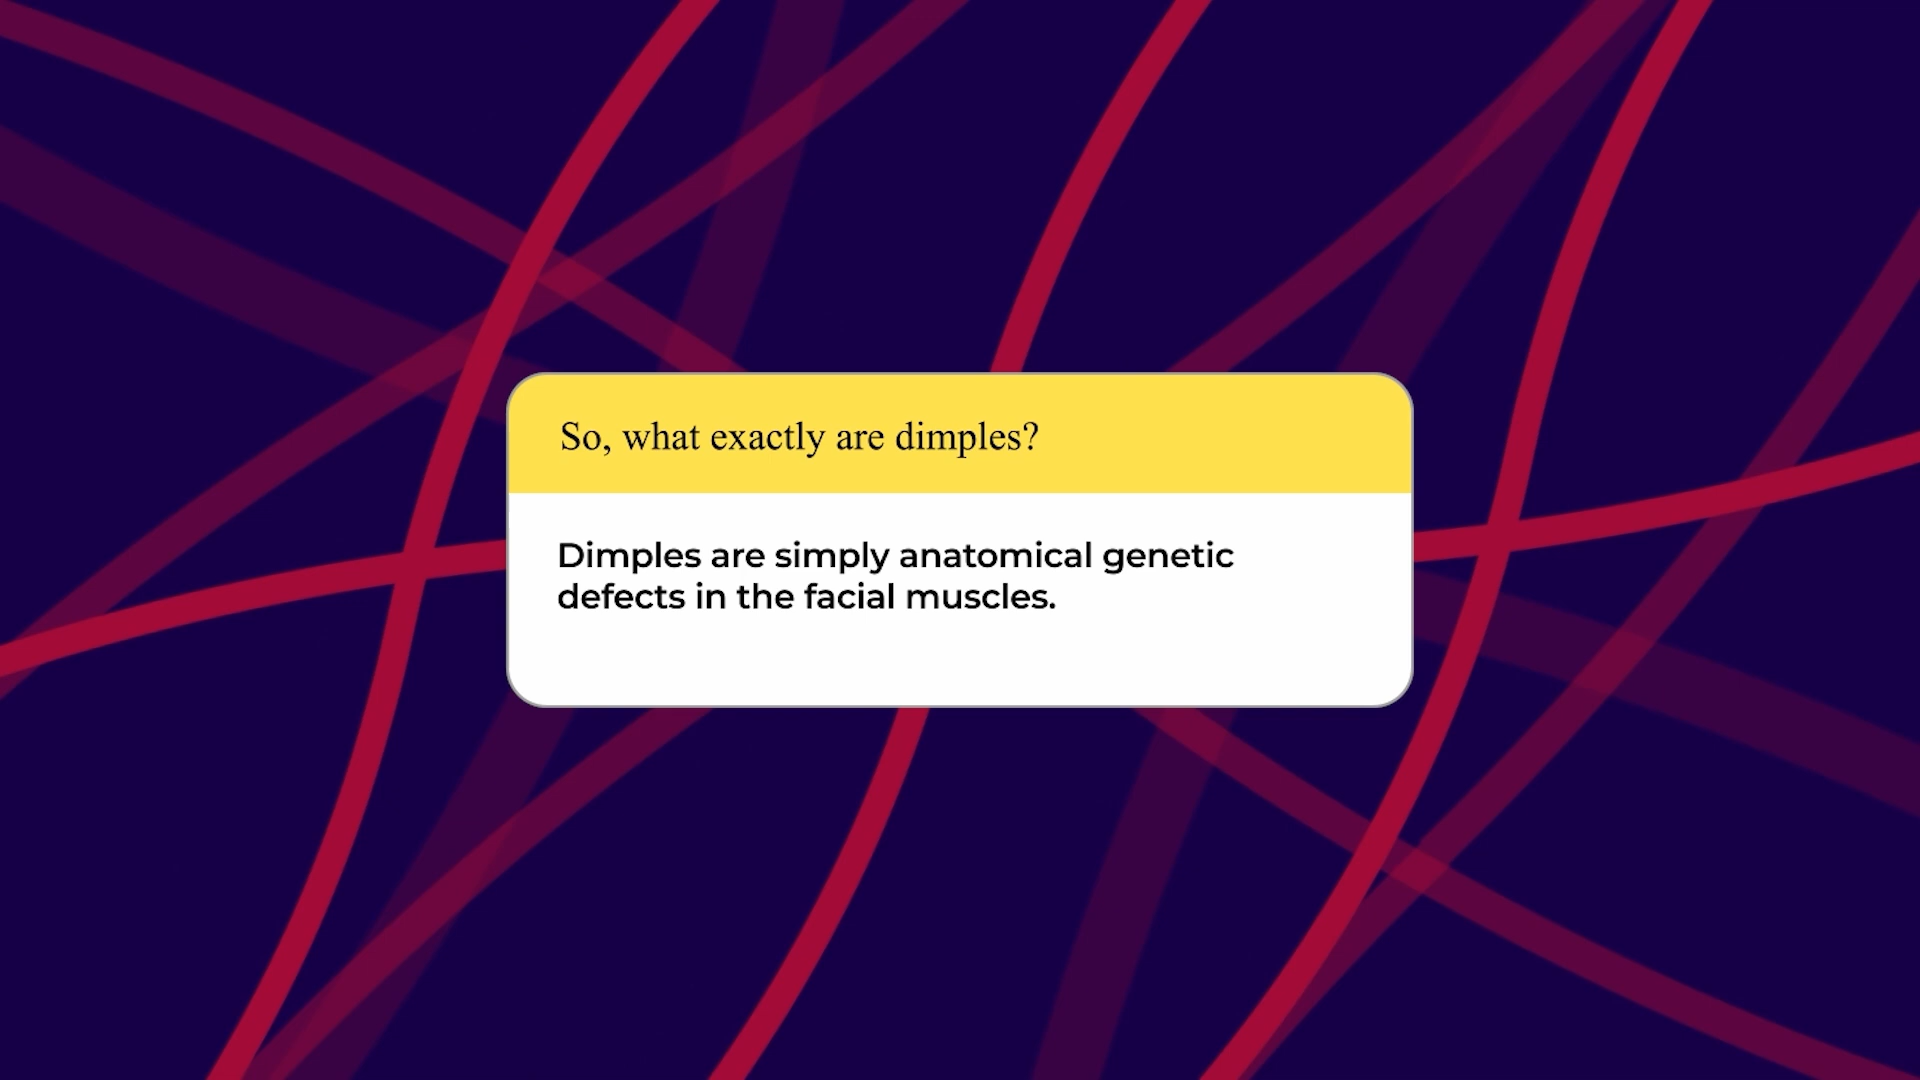 So, what exactly are dimples?
Dimples are simply anatomical genetic
defects in the facial muscles.